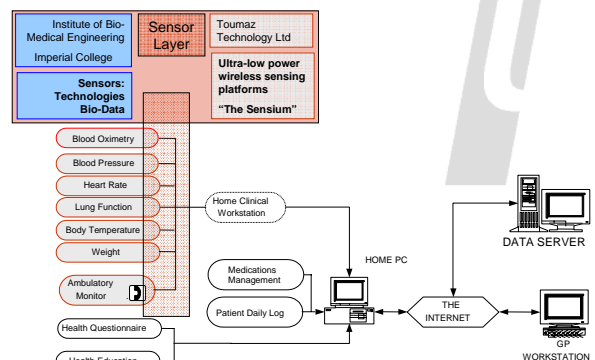 Institute of Bio-
Medical Engineering
Imperial College
Sensor
Layer
Toumaz
Technology Ltd
Sensors:
Technologies
Bio-Data
Ultra-low power
wireless sensing
platforms
“The Sensium”
Blood Oximetry
Blood Pressure
Heart Rate
Lung Function
Body Temperature
Weight
Ambulatory
Monitor
Home Clinical
Workstation
Medications
Management
Patient Daily Log
HOME PC
THE
INTERNET
DATA SERVER
GP
WORKSTATION
Health Questionnaire
Health Education